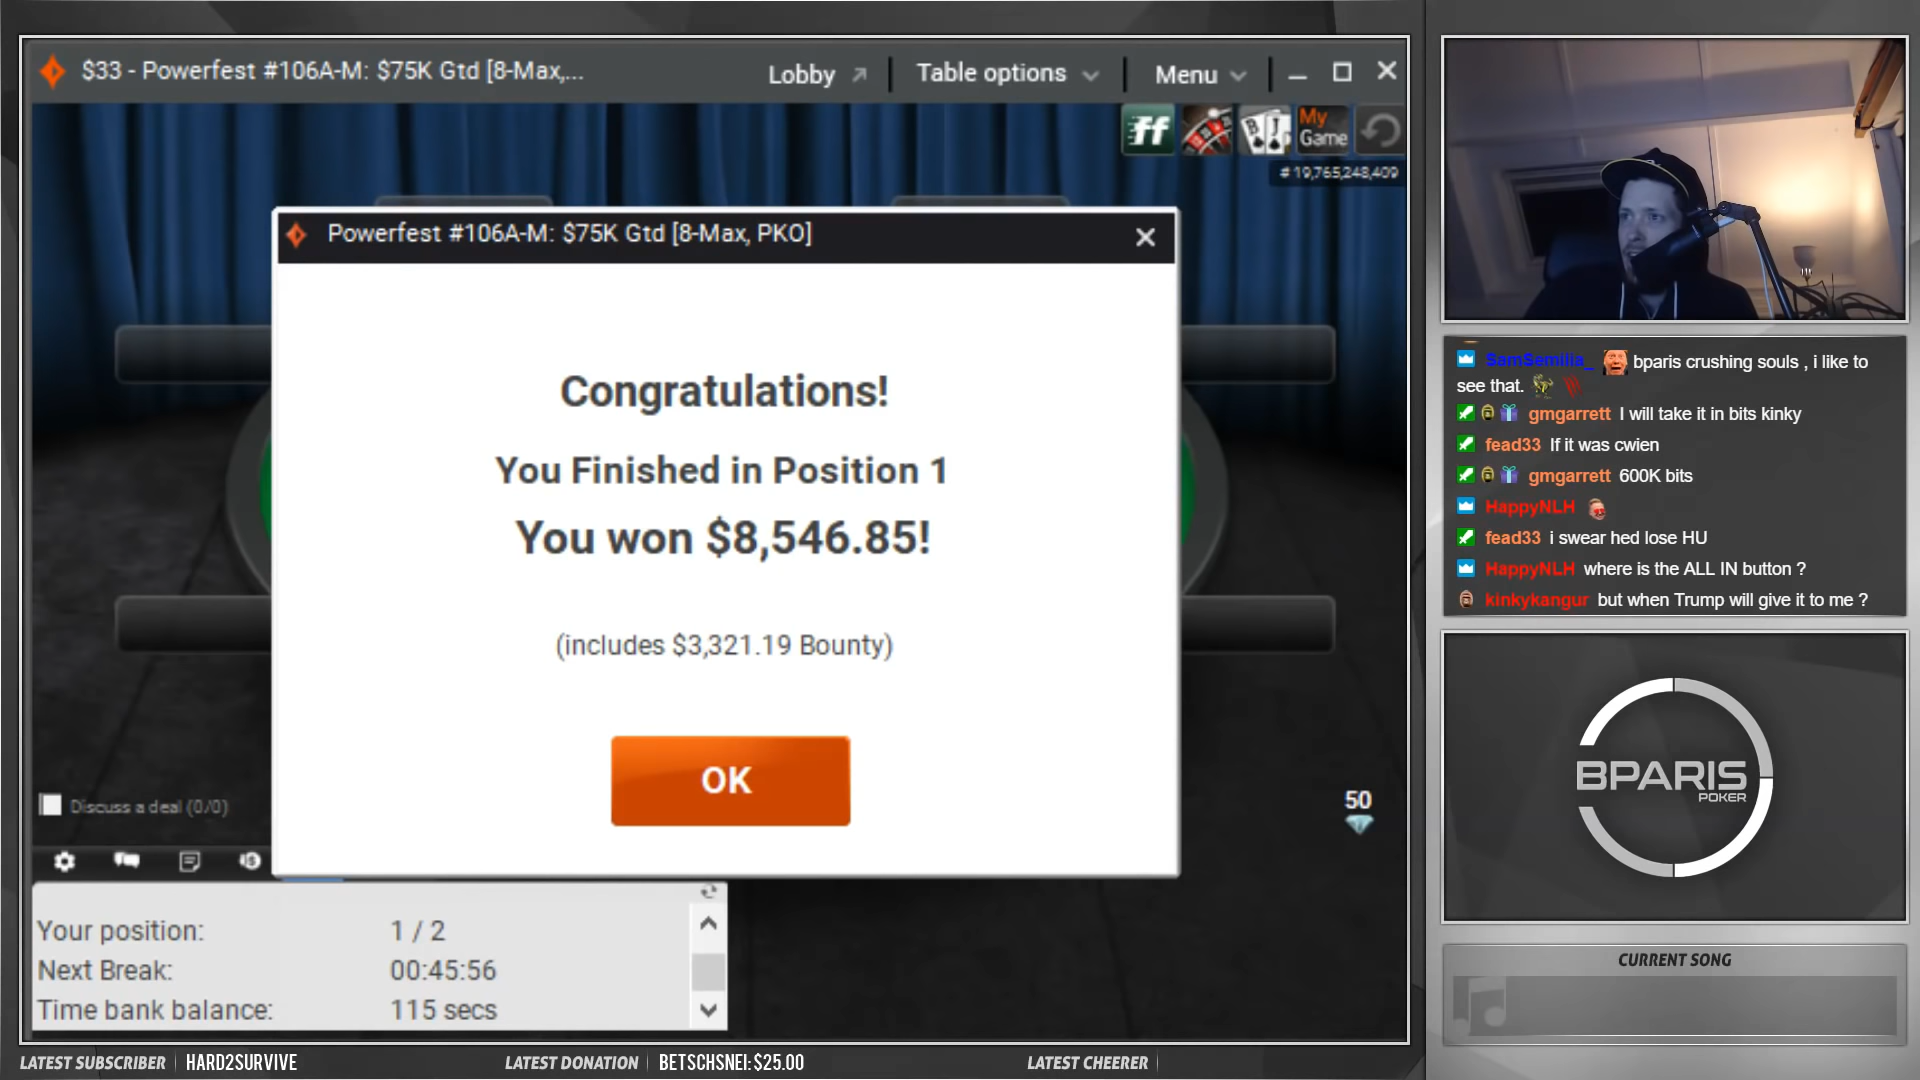 $33 - Powerfest #106A-M: $75K Gtd [8-Max,...
Lobby
Table options
Menu
ff
B J
My Game
# 19,765,248,409
Powerfest #106A-M: $75K Gtd [8-Max, PKO]
Congratulations!
You Finished in Position 1
You won $8,546.85!
(includes $3,321.19 Bounty)
OK
Discuss a deal (0/0)
50
Your position: 1 / 2
Next Break: 00:45:56
Time bank balance: 115 secs
SamSemilia_ bparis crushing souls , i like to
see that.
gmgarrett I will take it in bits kinky
fead33 If it was cwien
gmgarrett 600K bits
HappyNLH
fead33 i swear hed lose HU
HappyNLH where is the ALL IN button ?
kinkykangur but when Trump will give it to me ?
BPARIS
POKER
CURRENT SONG
LATEST SUBSCRIBER HARD2SURVIVE
LATEST DONATION BETSCHSNEI: $25.00
LATEST CHEERER